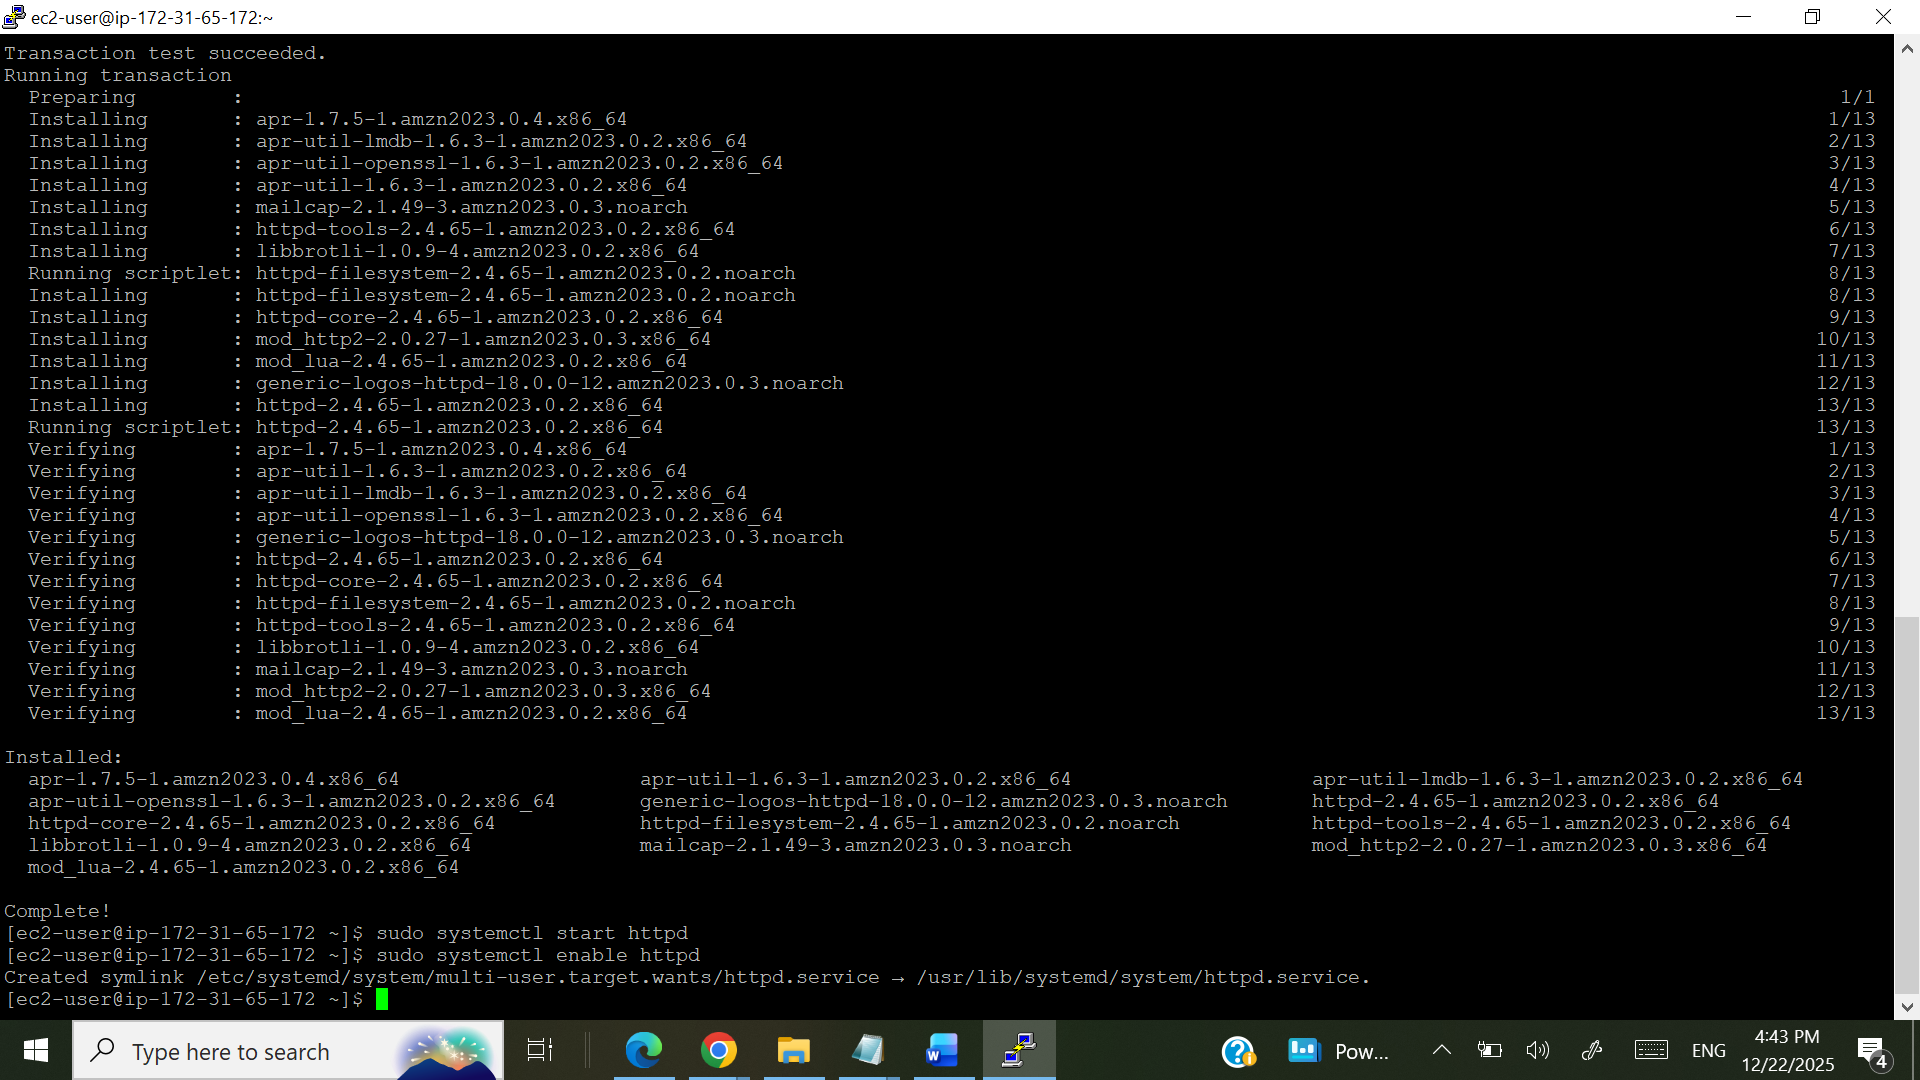 ec2-user@ip-172-31-65-172:~
Transaction test succeeded.
Running transaction
Preparing : 1/1
Installing : apr-1.7.5-1.amzn2023.0.4.x86_64 1/13
Installing : apr-util-lmdb-1.6.3-1.amzn2023.0.2.x86_64 2/13
Installing : apr-util-openssl-1.6.3-1.amzn2023.0.2.x86_64 3/13
Installing : apr-util-1.6.3-1.amzn2023.0.2.x86_64 4/13
Installing : mailcap-2.1.49-3.amzn2023.0.3.noarch 5/13
Installing : httpd-tools-2.4.65-1.amzn2023.0.2.x86_64 6/13
Installing : libbrotli-1.0.9-4.amzn2023.0.2.x86_64 7/13
Running scriptlet: httpd-filesystem-2.4.65-1.amzn2023.0.2.noarch 8/13
Installing : httpd-filesystem-2.4.65-1.amzn2023.0.2.noarch 8/13
Installing : httpd-core-2.4.65-1.amzn2023.0.2.x86_64 9/13
Installing : mod_http2-2.0.27-1.amzn2023.0.3.x86_64 10/13
Installing : mod_lua-2.4.65-1.amzn2023.0.2.x86_64 11/13
Installing : generic-logos-httpd-18.0.0-12.amzn2023.0.3.noarch 12/13
Installing : httpd-2.4.65-1.amzn2023.0.2.x86_64 13/13
Running scriptlet: httpd-2.4.65-1.amzn2023.0.2.x86_64 13/13
Verifying : apr-1.7.5-1.amzn2023.0.4.x86_64 1/13
Verifying : apr-util-1.6.3-1.amzn2023.0.2.x86_64 2/13
Verifying : apr-util-lmdb-1.6.3-1.amzn2023.0.2.x86_64 3/13
Verifying : apr-util-openssl-1.6.3-1.amzn2023.0.2.x86_64 4/13
Verifying : generic-logos-httpd-18.0.0-12.amzn2023.0.3.noarch 5/13
Verifying : httpd-2.4.65-1.amzn2023.0.2.x86_64 6/13
Verifying : httpd-core-2.4.65-1.amzn2023.0.2.x86_64 7/13
Verifying : httpd-filesystem-2.4.65-1.amzn2023.0.2.noarch 8/13
Verifying : httpd-tools-2.4.65-1.amzn2023.0.2.x86_64 9/13
Verifying : libbrotli-1.0.9-4.amzn2023.0.2.x86_64 10/13
Verifying : mailcap-2.1.49-3.amzn2023.0.3.noarch 11/13
Verifying : mod_http2-2.0.27-1.amzn2023.0.3.x86_64 12/13
Verifying : mod_lua-2.4.65-1.amzn2023.0.2.x86_64 13/13
Installed:
apr-1.7.5-1.amzn2023.0.4.x86_64 apr-util-1.6.3-1.amzn2023.0.2.x86_64 apr-util-lmdb-1.6.3-1.amzn2023.0.2.x86_64
apr-util-openssl-1.6.3-1.amzn2023.0.2.x86_64 generic-logos-httpd-18.0.0-12.amzn2023.0.3.noarch httpd-2.4.65-1.amzn2023.0.2.x86_64
httpd-core-2.4.65-1.amzn2023.0.2.x86_64 httpd-filesystem-2.4.65-1.amzn2023.0.2.noarch httpd-tools-2.4.65-1.amzn2023.0.2.x86_64
libbrotli-1.0.9-4.amzn2023.0.2.x86_64 mailcap-2.1.49-3.amzn2023.0.3.noarch mod_http2-2.0.27-1.amzn2023.0.3.x86_64
mod_lua-2.4.65-1.amzn2023.0.2.x86_64
Complete!
[ec2-user@ip-172-31-65-172 ~]$ sudo systemctl start httpd
[ec2-user@ip-172-31-65-172 ~]$ sudo systemctl enable httpd
Created symlink /etc/systemd/system/multi-user.target.wants/httpd.service → /usr/lib/systemd/system/httpd.service.
[ec2-user@ip-172-31-65-172 ~]$
Type here to search
Pow...
ENG
4:43 PM
12/22/2025
4